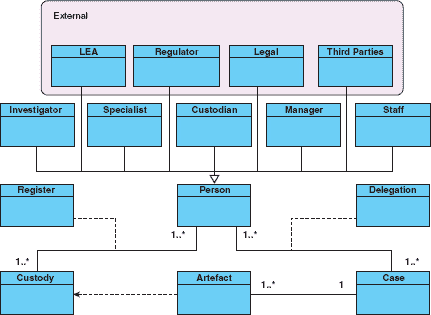 External
LEA Regulator Legal Third Parties
Investigator Specialist Custodian Manager Staff
Register Person Delegation
1..* 1..*
1..* 1..*
Custody Artefact 1..* 1 Case